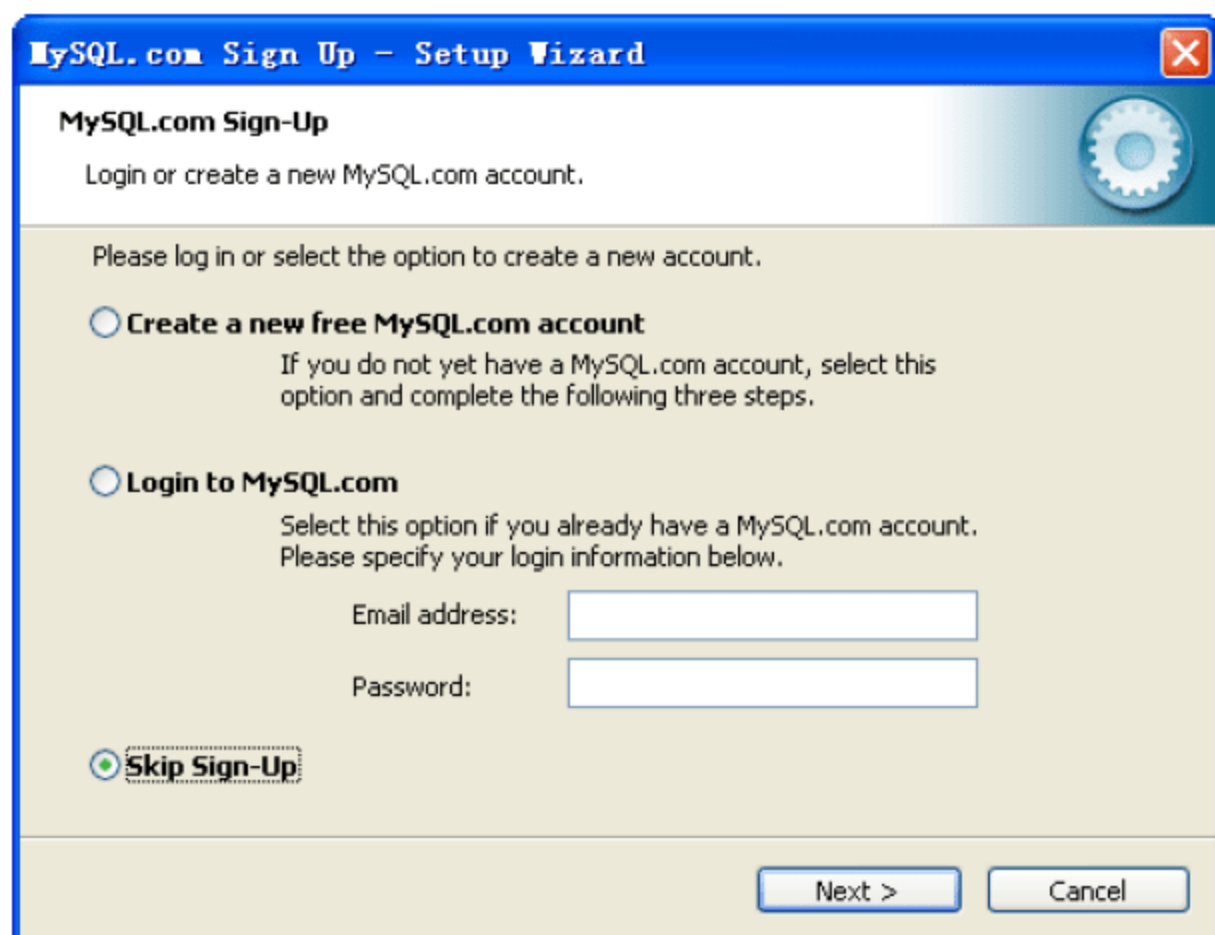 MySQL.com Sign Up - Setup Wizard
MySQL.com Sign-Up
Login or create a new MySQL.com account.
Please log in or select the option to create a new account.
Create a new free MySQL.com account
If you do not yet have a MySQL.com account, select this
option and complete the following three steps.
Login to MySQL.com
Select this option if you already have a MySQL.com account.
Please specify your login information below.
Email address:
Password:
Skip Sign-Up
Next > Cancel